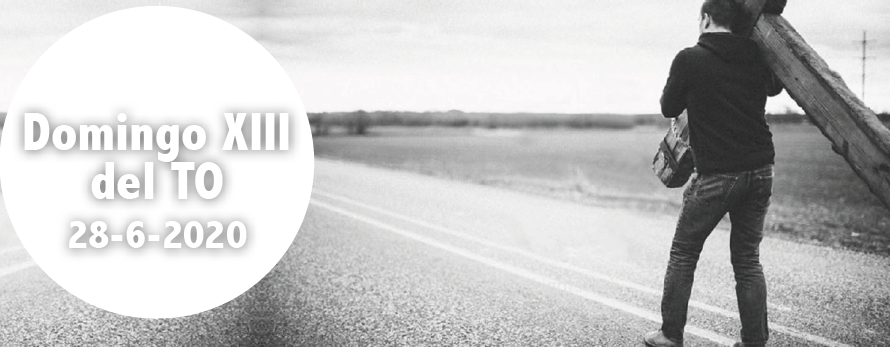 Domingo XIII
del TO
28-6-2020